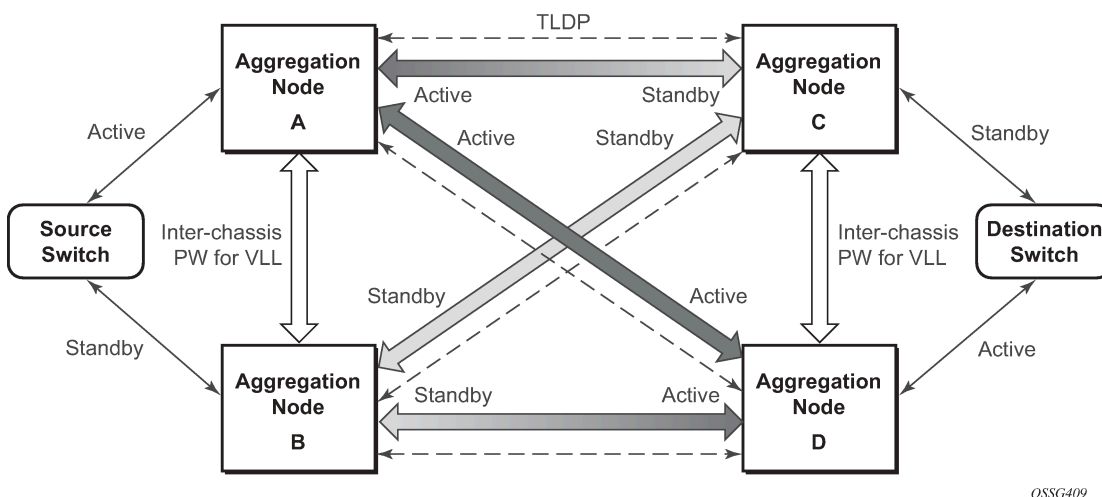 TLDP
Aggregation
Node
A
Aggregation
Node
C
Active
Standby
Active
Standby
Active
Standby
Source
Switch
Inter-chassis
PW for VLL
Inter-chassis
PW for VLL
Destination
Switch
Standby
Active
Standby
Active
Aggregation
Node
B
Standby
Active
Aggregation
Node
D
OSSG409